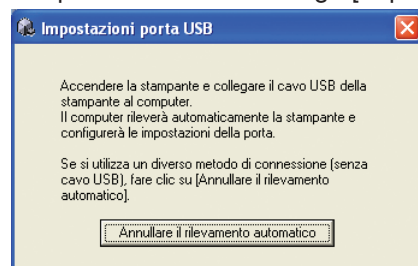 Impostazioni porta USB
Accendere la stampante e collegare il cavo USB della
stampante al computer.
Il computer rileverà automaticamente la stampante e
configurerà le impostazioni della porta.
Se si utilizza un diverso metodo di connessione (senza
cavo USB), fare clic su [Annullare il rilevamento
automatico].
Annullare il rilevamento automatico